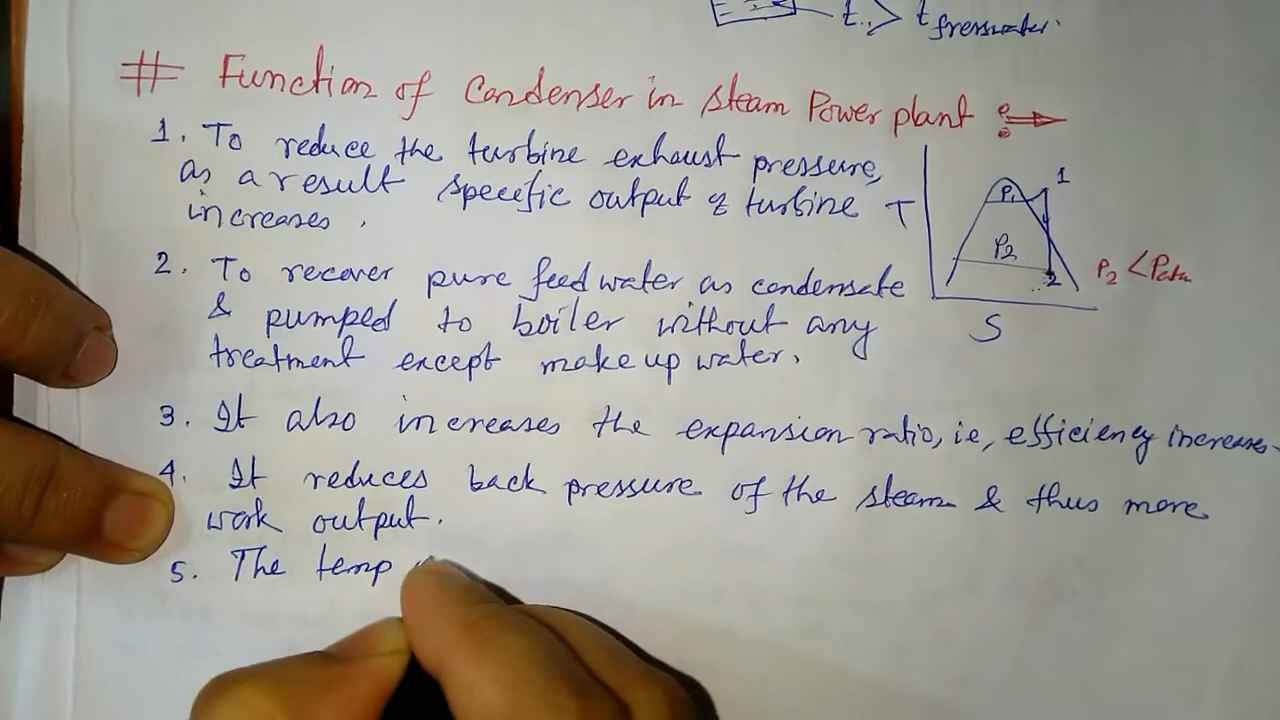 t.. > t freswater.
# Function of Condenser in steam Power plant :⇒
1. To reduce the turbine exhaust pressure,
as a result specific output of turbine
increases.
T
P1
1
P2
2
S
P2 < Patm
2. To recover pure feed water as condensate
& pumped to boiler without any
treatment except make up water.
3. It also increases the expansion ratio, ie, efficiency increases.
4. It reduces back pressure of the steam & thus more
work output.
5. The temp